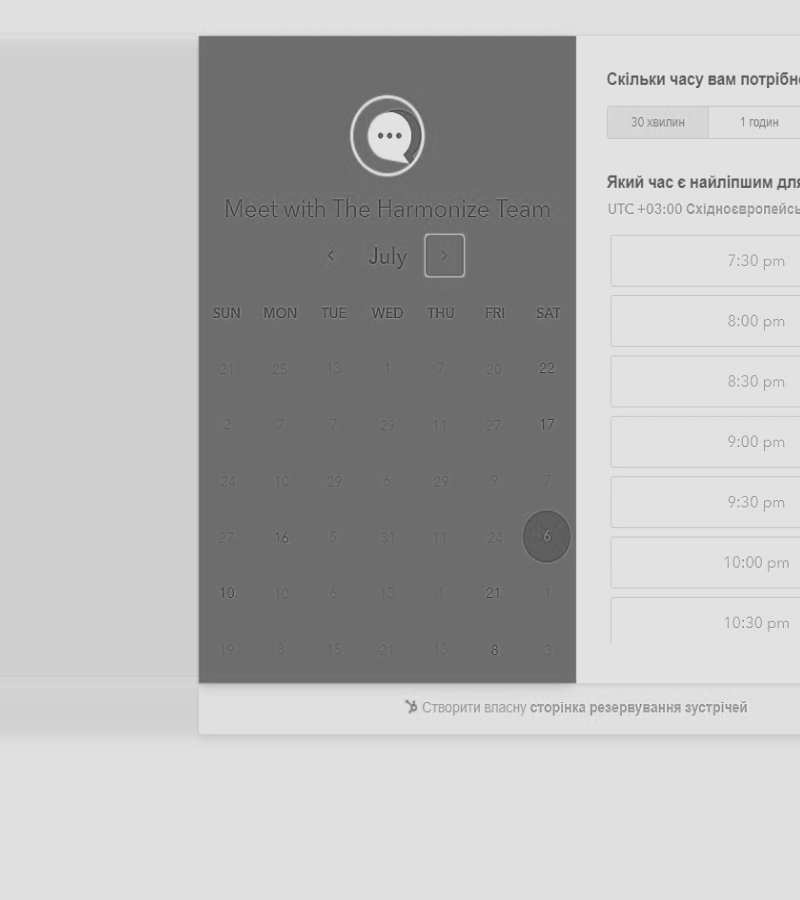 Meet with The Harmonize Team
July
SUN MON TUE WED THU FRI SAT
21 25 13 1 7 20 22
2 7 7 29 11 27 17
24 10 29 6 29 9 7
27 16 5 31 11 24 6
10 10 6 13 1 21 1
19 8 15 21 13 8 3
Скільки часу вам потрібно
30 хвилин 1 годин
Який час є найліпшим для
UTC +03:00
7:30 pm
8:00 pm
8:30 pm
9:00 pm
9:30 pm
10:00 pm
10:30 pm
Створити власну сторінка резервування зустрічей